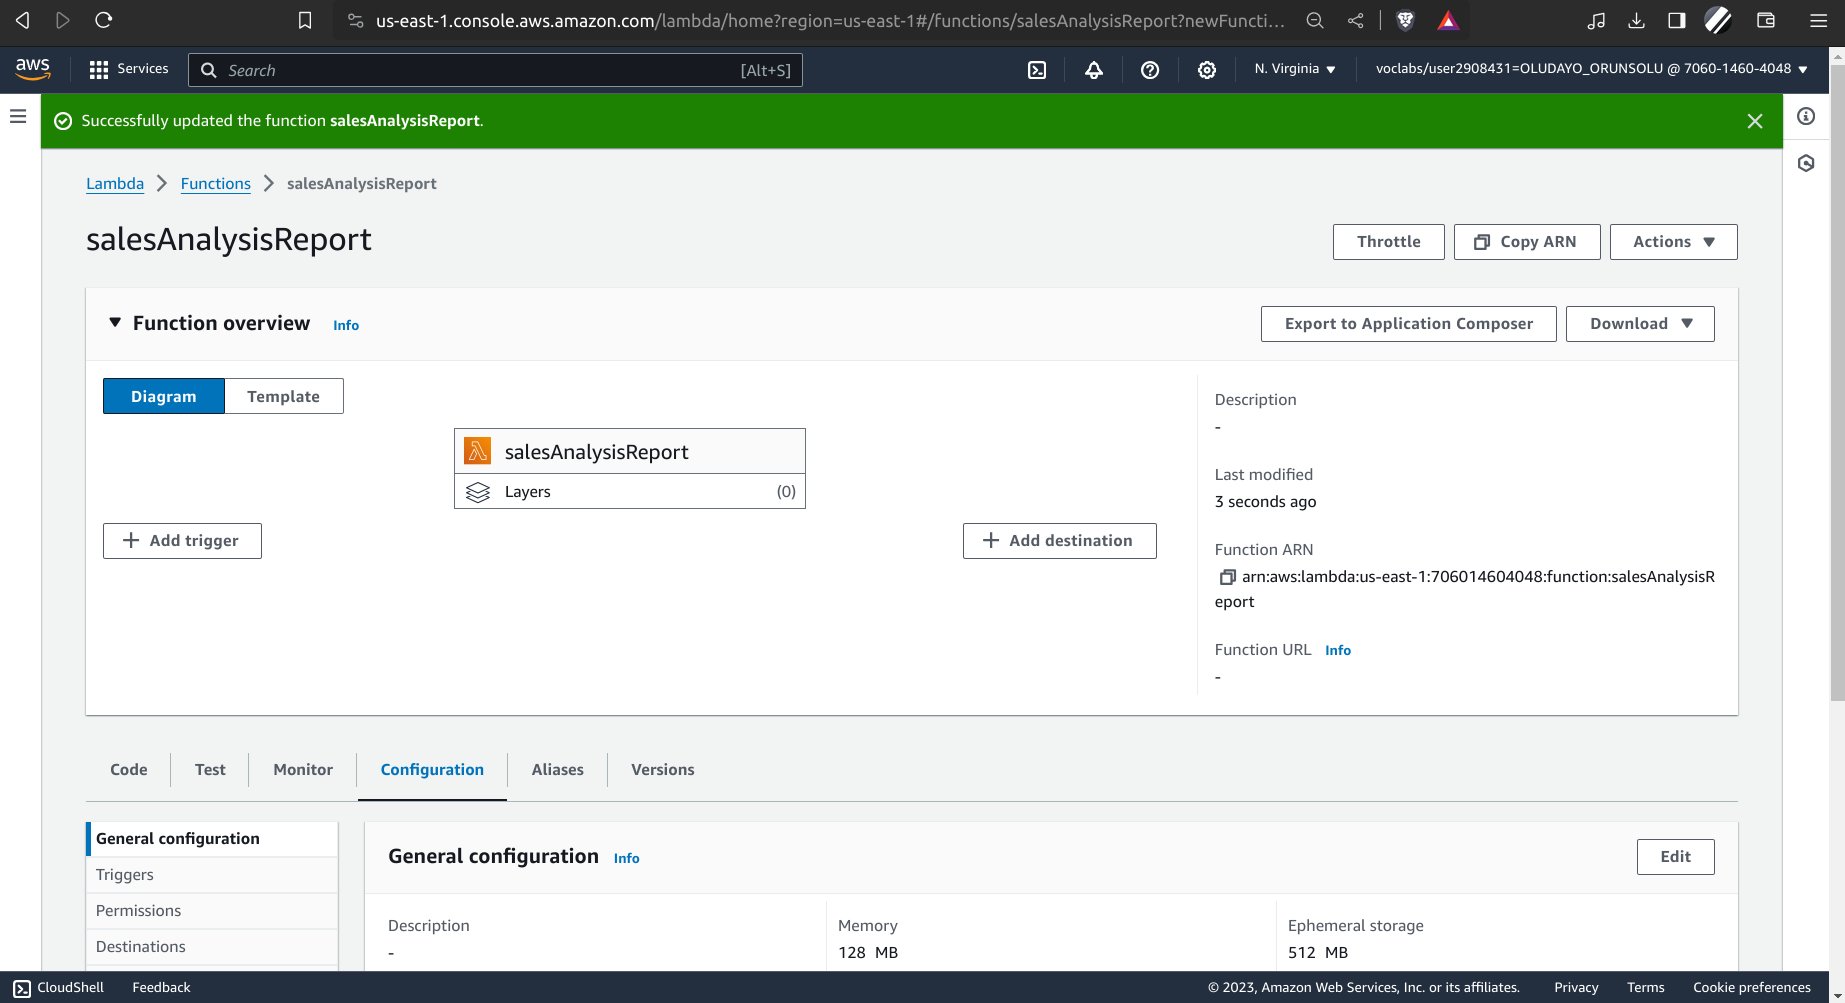 us-east-1.console.aws.amazon.com/lambda/home?region=us-east-1#/functions/salesAnalysisReport?newFuncti…
aws
Services
Search
[Alt+S]
N. Virginia
voclabs/user2908431=OLUDAYO_ORUNSOLU @ 7060-1460-4048
Successfully updated the function salesAnalysisReport.
Lambda
Functions
salesAnalysisReport
salesAnalysisReport
Throttle
Copy ARN
Actions
Function overview
Info
Export to Application Composer
Download
Diagram
Template
salesAnalysisReport
Layers
(0)
Add trigger
Add destination
Description
-
Last modified
3 seconds ago
Function ARN
arn:aws:lambda:us-east-1:706014604048:function:salesAnalysisR
eport
Function URL
Info
-
Code
Test
Monitor
Configuration
Aliases
Versions
General configuration
Triggers
Permissions
Destinations
General configuration
Info
Edit
Description
-
Memory
128 MB
Ephemeral storage
512 MB
CloudShell
Feedback
© 2023, Amazon Web Services, Inc. or its affiliates.
Privacy
Terms
Cookie preferences